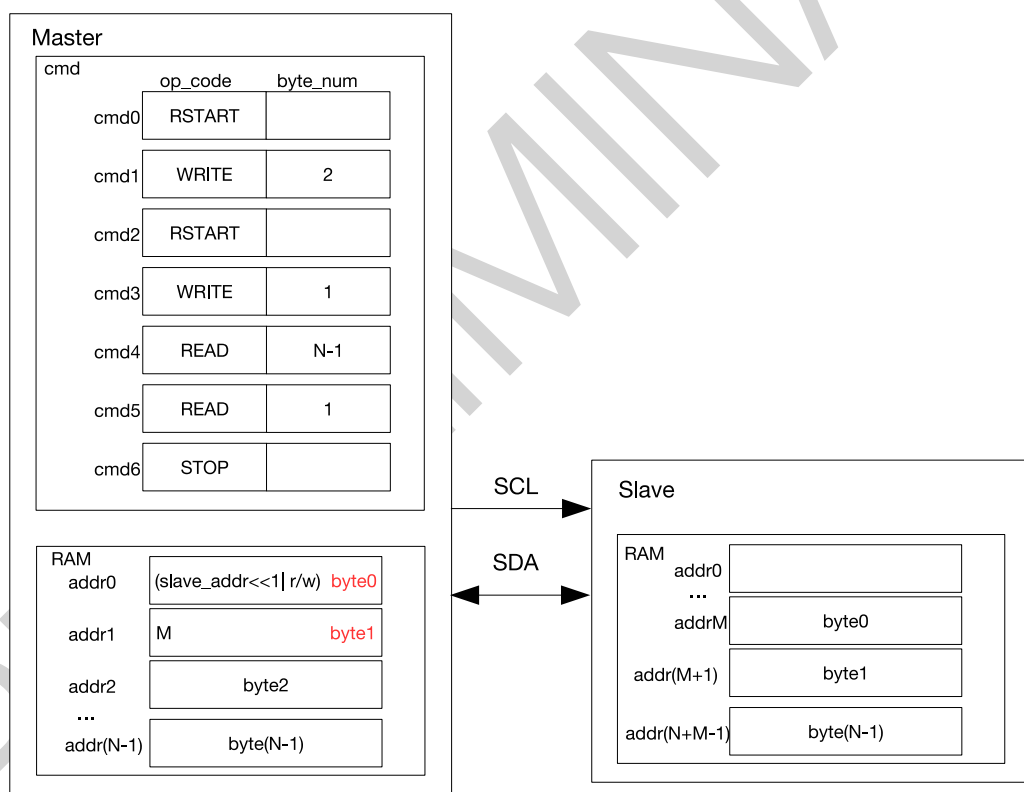 Master
cmd
op_code byte_num
cmd0 RSTART
cmd1 WRITE 2
cmd2 RSTART
cmd3 WRITE 1
cmd4 READ N-1
cmd5 READ 1
cmd6 STOP
SCL
SDA
RAM
addr0 (slave_addr<<1| r/w) byte0
addr1 M byte1
addr2 byte2
...
addr(N-1) byte(N-1)
Slave
RAM
addr0
...
addrM byte0
addr(M+1) byte1
addr(N+M-1) byte(N-1)